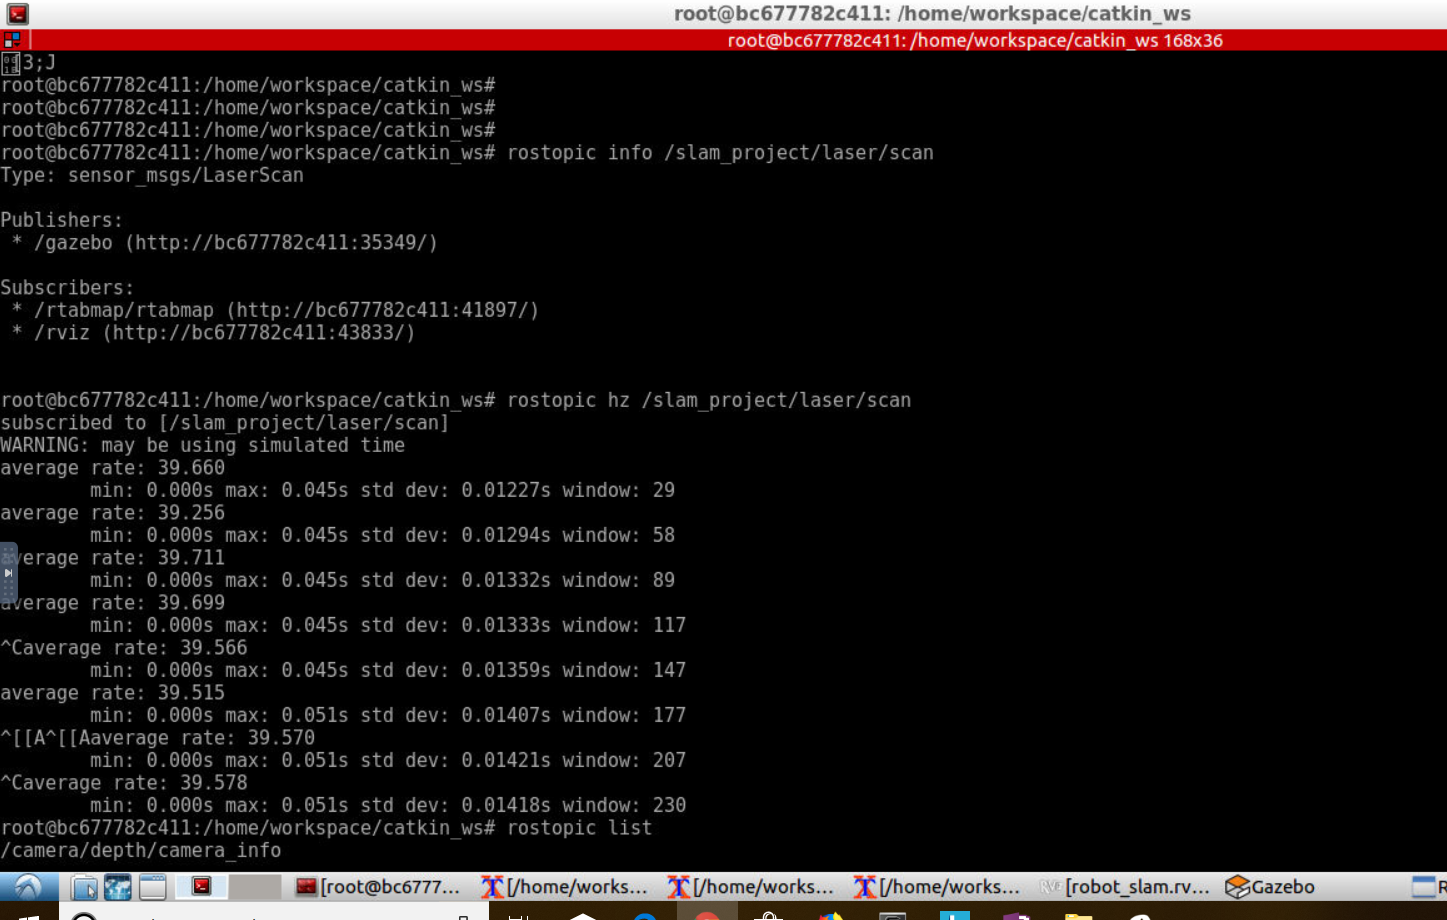 root@bc677782c411: /home/workspace/catkin_ws
root@bc677782c411:/home/workspace/catkin_ws 168x36
3;J
root@bc677782c411:/home/workspace/catkin_ws#
root@bc677782c411:/home/workspace/catkin_ws#
root@bc677782c411:/home/workspace/catkin_ws#
root@bc677782c411:/home/workspace/catkin_ws# rostopic info /slam_project/laser/scan
Type: sensor_msgs/LaserScan
Publishers:
* /gazebo (http://bc677782c411:35349/)
Subscribers:
* /rtabmap/rtabmap (http://bc677782c411:41897/)
* /rviz (http://bc677782c411:43833/)
root@bc677782c411:/home/workspace/catkin_ws# rostopic hz /slam_project/laser/scan
subscribed to [/slam_project/laser/scan]
WARNING: may be using simulated time
average rate: 39.660
min: 0.000s max: 0.045s std dev: 0.01227s window: 29
average rate: 39.256
min: 0.000s max: 0.045s std dev: 0.01294s window: 58
average rate: 39.711
min: 0.000s max: 0.045s std dev: 0.01332s window: 89
average rate: 39.699
min: 0.000s max: 0.045s std dev: 0.01333s window: 117
^Caverage rate: 39.566
min: 0.000s max: 0.045s std dev: 0.01359s window: 147
average rate: 39.515
min: 0.000s max: 0.051s std dev: 0.01407s window: 177
^[[A^[[Aaverage rate: 39.570
min: 0.000s max: 0.051s std dev: 0.01421s window: 207
^Caverage rate: 39.578
min: 0.000s max: 0.051s std dev: 0.01418s window: 230
root@bc677782c411:/home/workspace/catkin_ws# rostopic list
/camera/depth/camera_info
[root@bc6777... [/home/works... [/home/works... [/home/works... [robot_slam.rv... Gazebo R